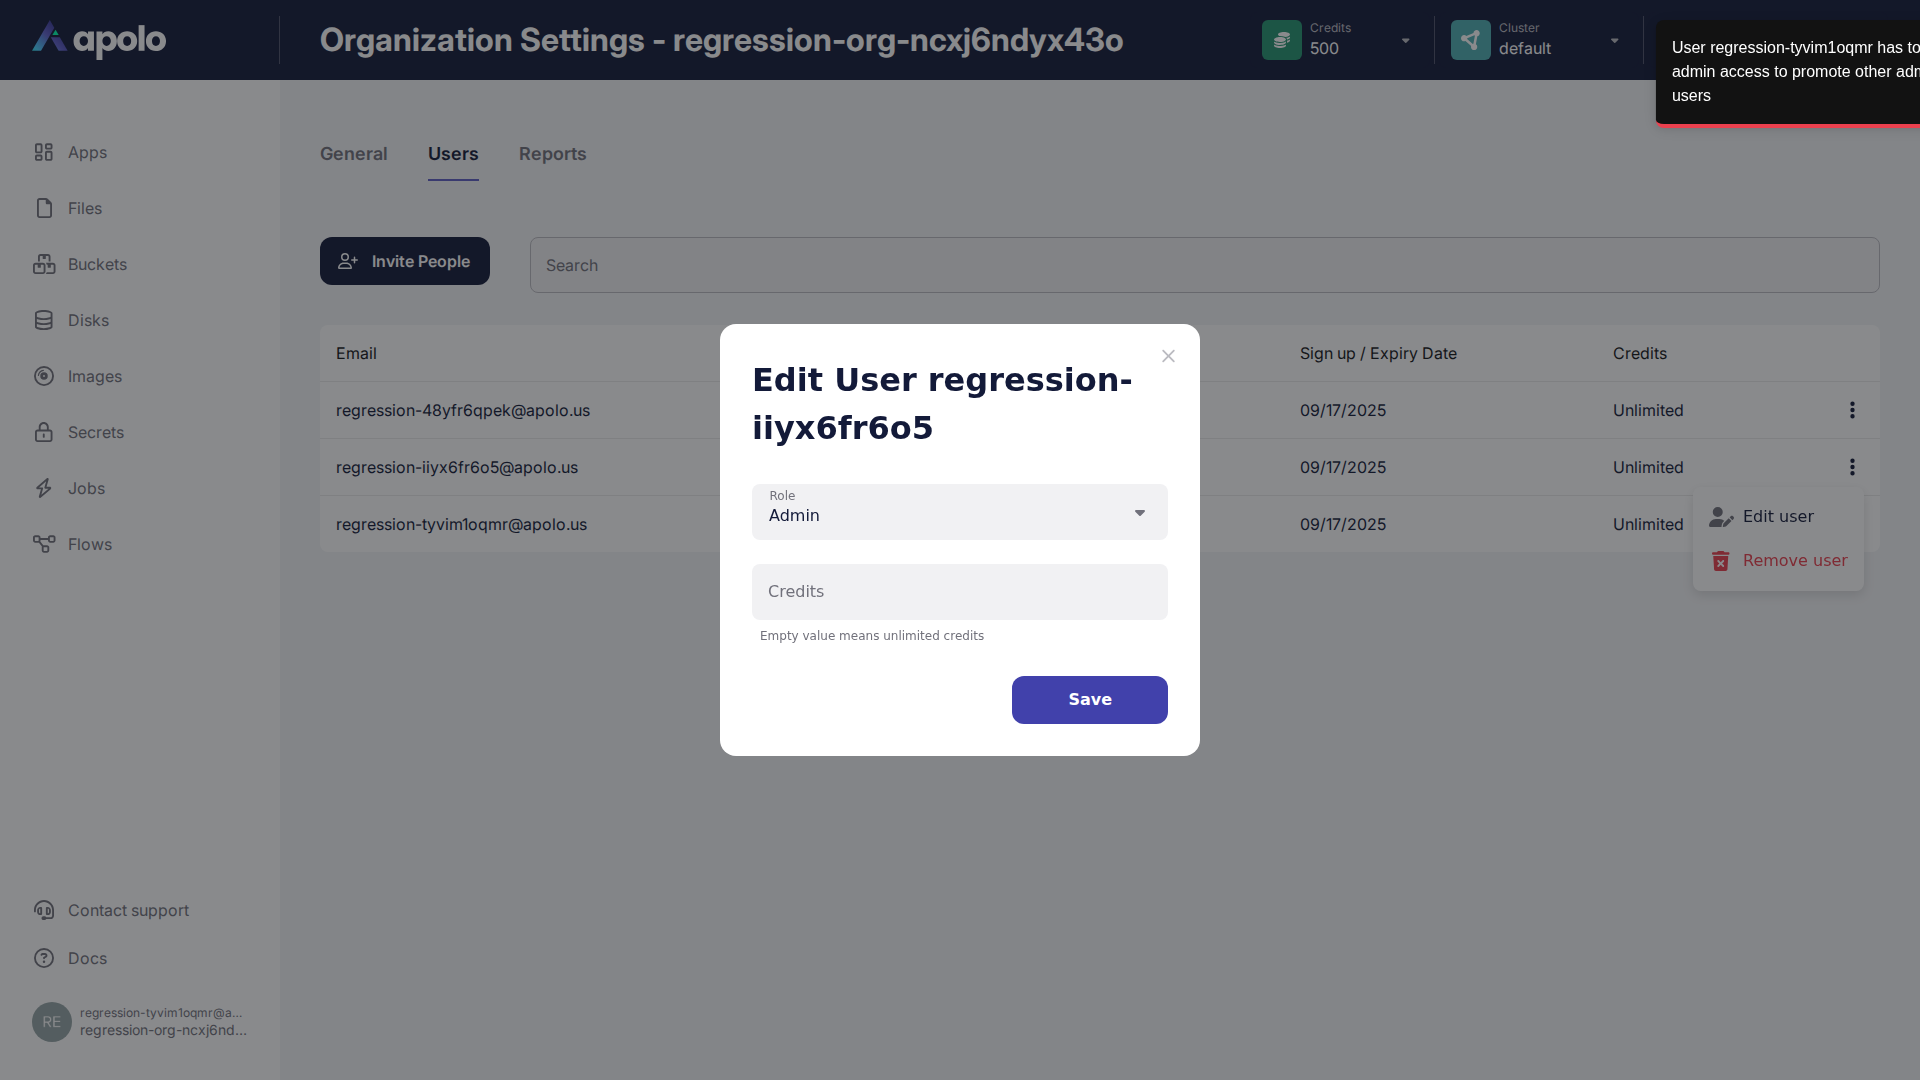 apolo
Organization Settings - regression-org-ncxj6ndyx43o
Credits
500
Cluster
default
User regression-tyvim1oqmr has to
admin access to promote other
users
Apps
Files
Buckets
Disks
Images
Secrets
Jobs
Flows
General Users Reports
Invite People
Search
Email Sign up / Expiry Date Credits
regression-48yfr6qpek@apolo.us 09/17/2025 Unlimited
regression-iiyx6fr6o5@apolo.us 09/17/2025 Unlimited
regression-tyvim1oqmr@apolo.us 09/17/2025 Unlimited
Edit user
Remove user
Edit User regression-
iiyx6fr6o5
Role
Admin
Credits
Empty value means unlimited credits
Save
Contact support
Docs
RE
regression-tyvim1oqmr@a...
regression-org-ncxj6nd...